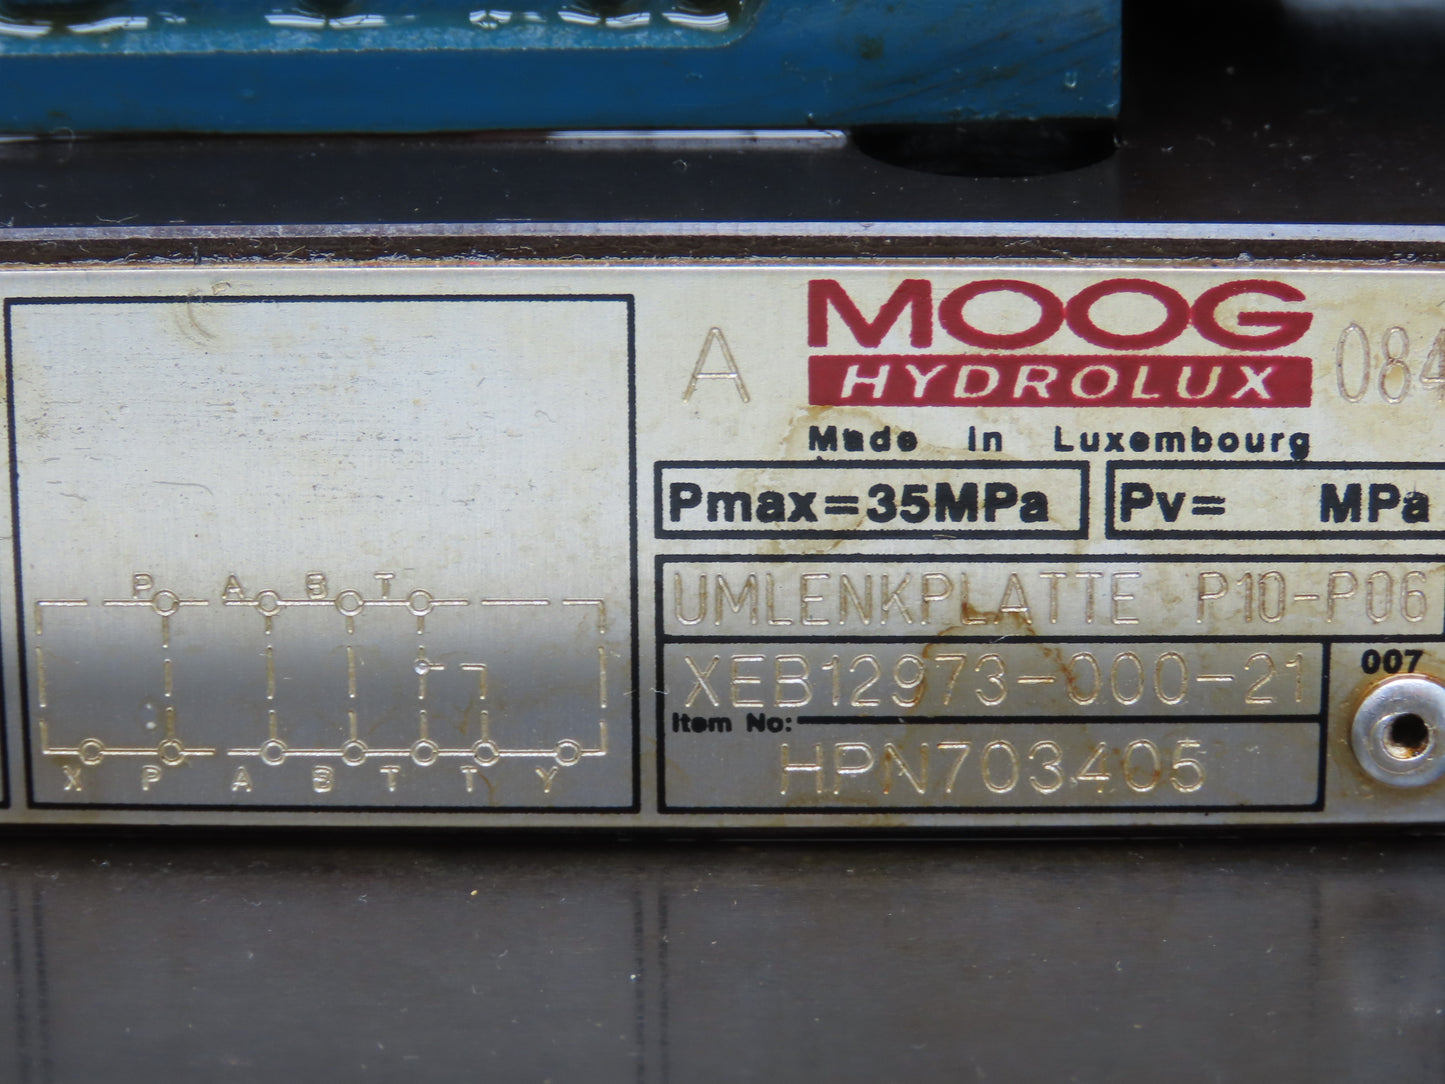 A MOOG 084
HYDROLUX
Made in Luxembourg
Pmax=35MPa Pv= MPa
UMLENKPLATTE P10-P06
XEB12973-000-21 007
Item No:
HPN703405
P A B T
X P A B T T Y